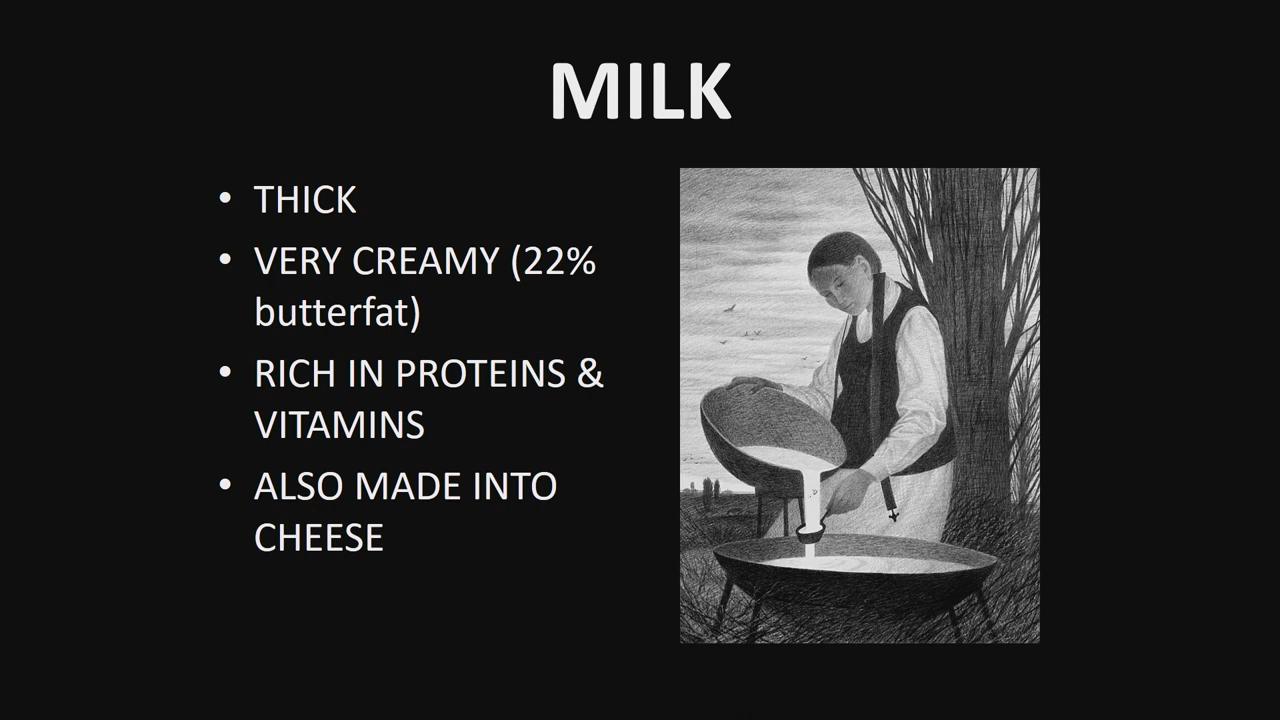 MILK
• THICK
• VERY CREAMY (22%
butterfat)
• RICH IN PROTEINS &
VITAMINS
• ALSO MADE INTO
CHEESE